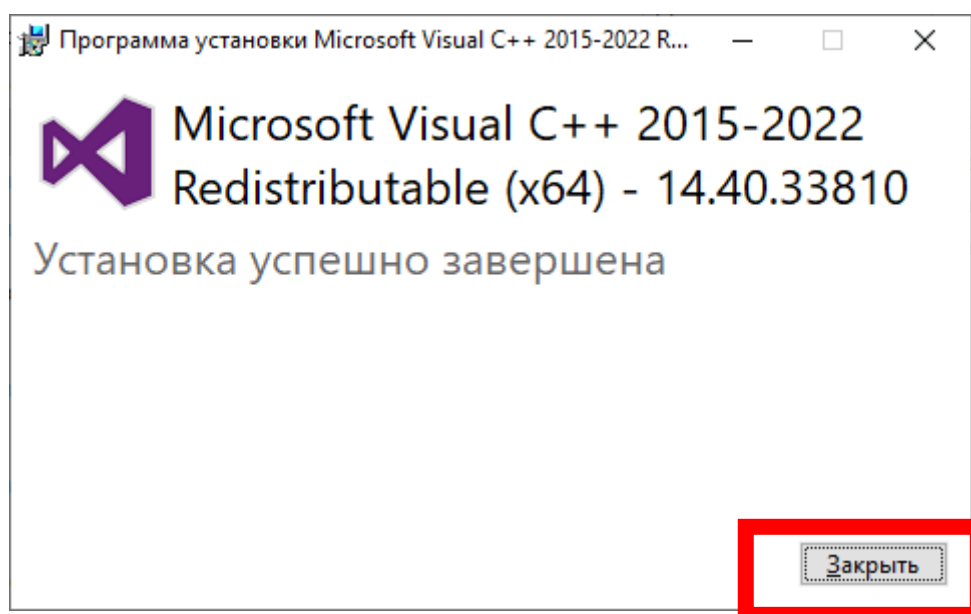 Программа установки Microsoft Visual C++ 2015-2022 R...
Microsoft Visual C++ 2015-2022
Redistributable (x64) - 14.40.33810
Установка успешно завершена
Закрыть